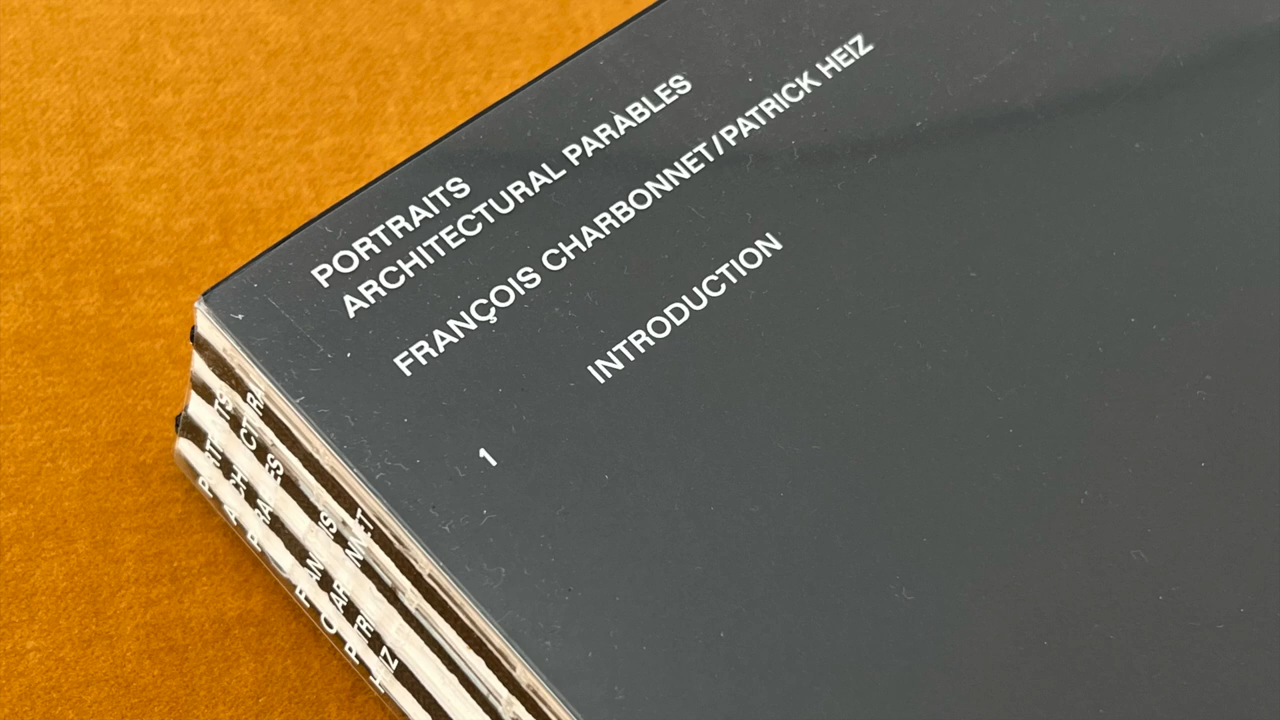 PORTRAITS
ARCHITECTURAL PARABLES
FRANÇOIS CHARBONNET/PATRICK HEIZ
INTRODUCTION
1